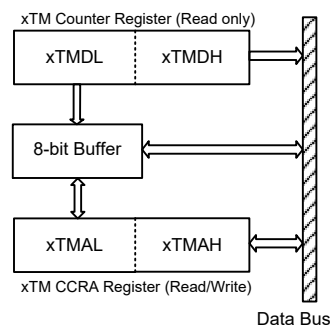 xTM Counter Register (Read only)
xTMDL xTMDH
8-bit Buffer
xTMAL xTMAH
xTM CCRA Register (Read/Write)
Data Bus